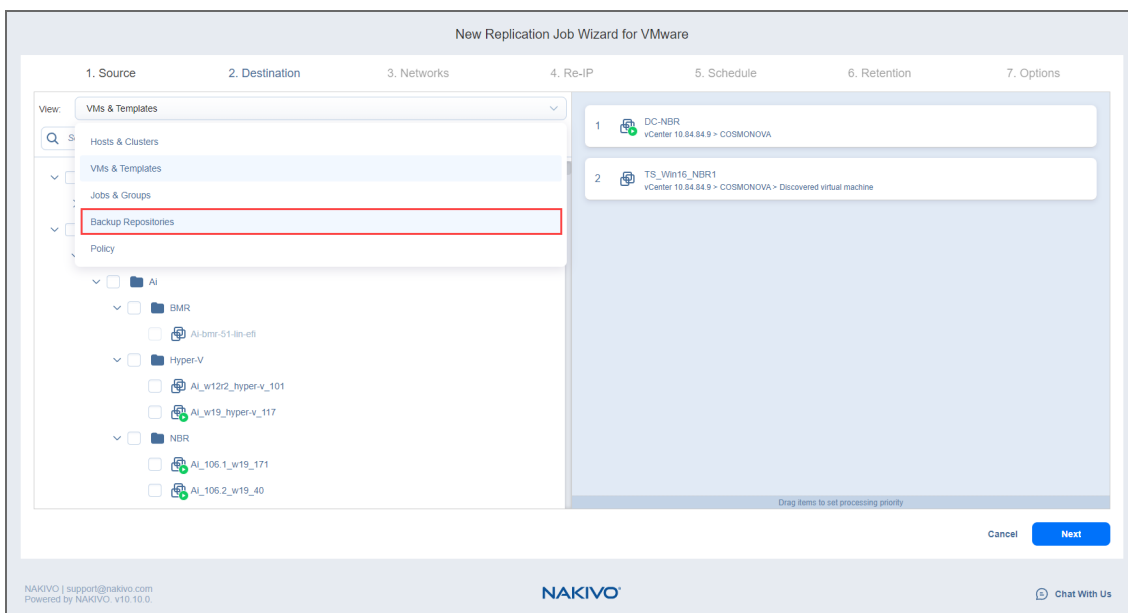 New Replication Job Wizard for VMware
1. Source 2. Destination 3. Networks 4. Re-IP 5. Schedule 6. Retention 7. Options
View: VMs & Templates
Hosts & Clusters
VMs & Templates
Jobs & Groups
Backup Repositories
Policy
Ai
BMR
Ai-bmr-51-lin-efi
Hyper-V
Ai_w12r2_hyper-v_101
Ai_w19_hyper-v_117
NBR
Ai_106.1_w19_171
Ai_106.2_w19_40
1 DC-NBR
vCenter 10.84.84.9 > COSMONOVA
2 TS_Win16_NBR1
vCenter 10.84.84.9 > COSMONOVA > Discovered virtual machine
Drag items to set processing priority
Cancel Next
NAKIVO | support@nakivo.com
Powered by NAKIVO. v10.10.0.
NAKIVO®
Chat With Us